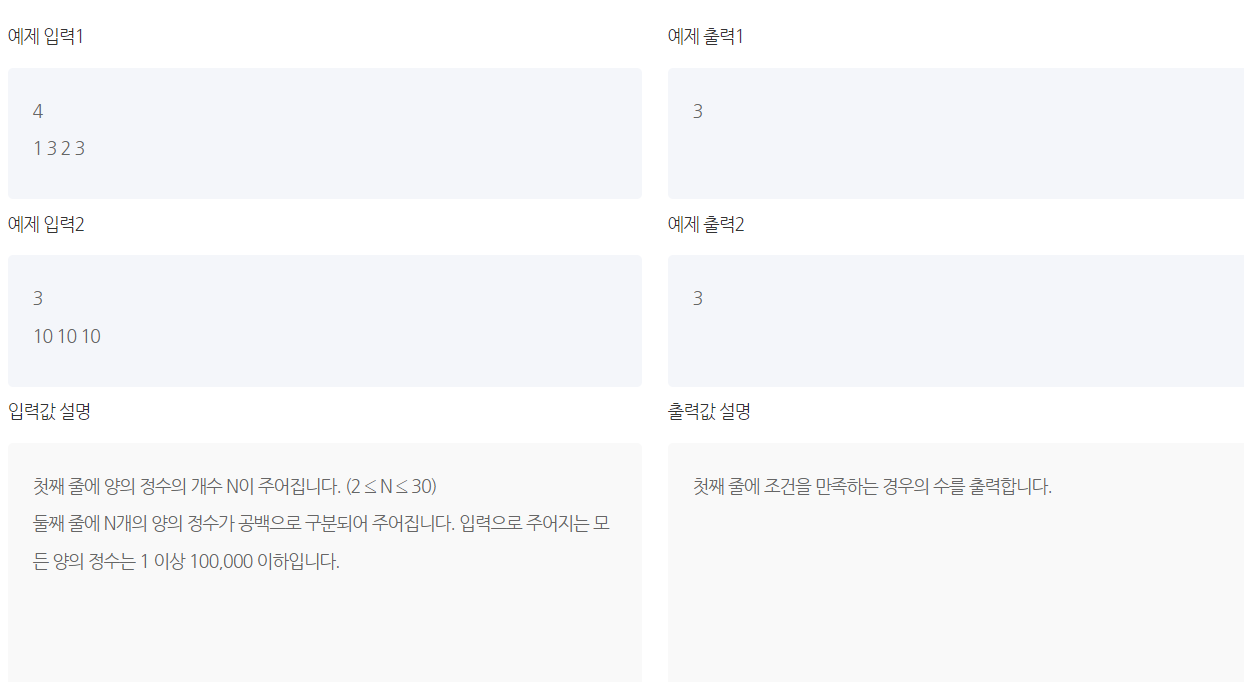 예제 입력1
예제 출력1
4
1 3 2 3
3
예제 입력2
예제 출력2
3
10 10 10
3
입력값 설명
출력값 설명
첫째 줄에 양의 정수의 개수 N이 주어집니다. (2 ≤ N ≤ 30)
둘째 줄에 N개의 양의 정수가 공백으로 구분되어 주어집니다. 입력으로 주어지는 모
든 양의 정수는 1 이상 100,000 이하입니다.
첫째 줄에 조건을 만족하는 경우의 수를 출력합니다.